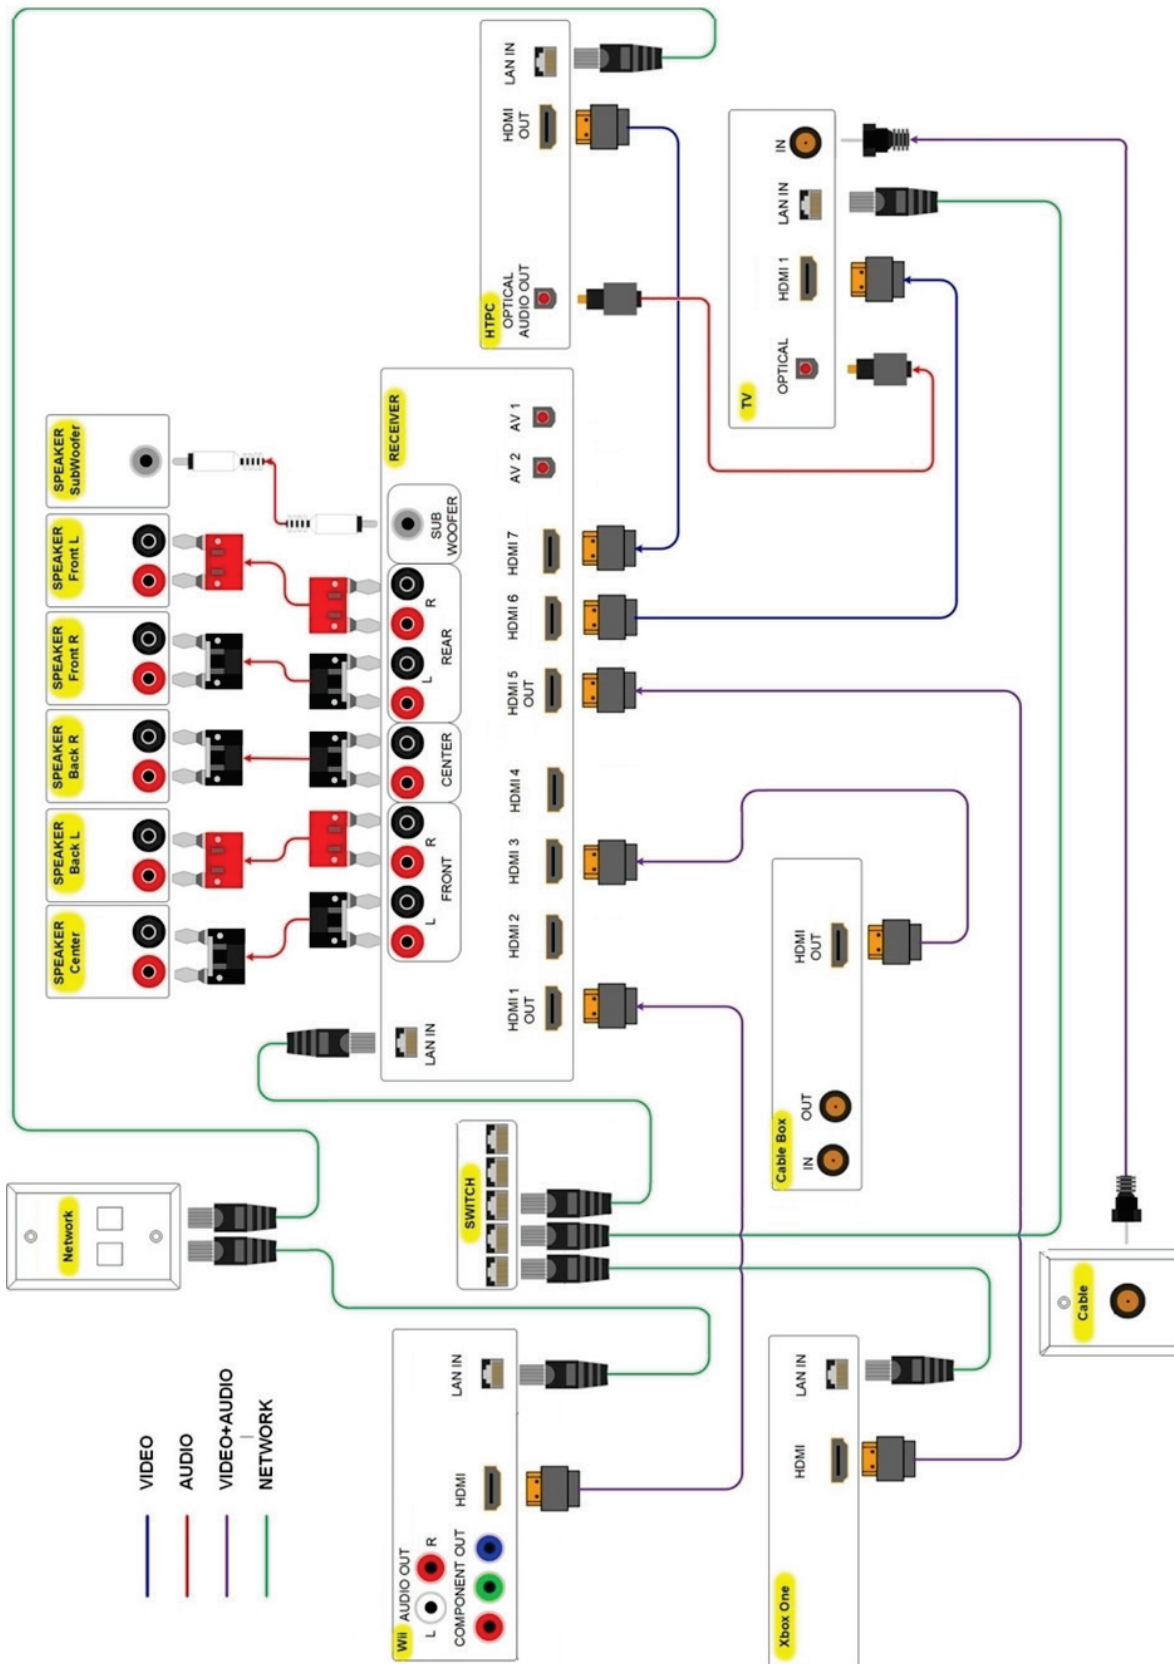 HTPC
OPTICAL
AUDIO OUT
HDMI
OUT
LAN IN
TV
OPTICAL
HDMI 1
LAN IN
IN
SPEAKER
SubWoofer
SPEAKER
Front L
SPEAKER
Front R
SPEAKER
Back R
SPEAKER
Back L
SPEAKER
Center
RECEIVER
SUB
WOOFER
R
REAR
L
CENTER
R
FRONT
L
LAN IN
AV 1
AV 2
HDMI 7
HDMI 6
HDMI 5
OUT
HDMI 4
HDMI 3
HDMI 2
HDMI 1
OUT
Cable Box
IN
OUT
HDMI
OUT
SWITCH
Network
Cable
Wii
AUDIO OUT
L
R
COMPONENT OUT
HDMI
LAN IN
Xbox One
HDMI
LAN IN
VIDEO
AUDIO
VIDEO+AUDIO
NETWORK